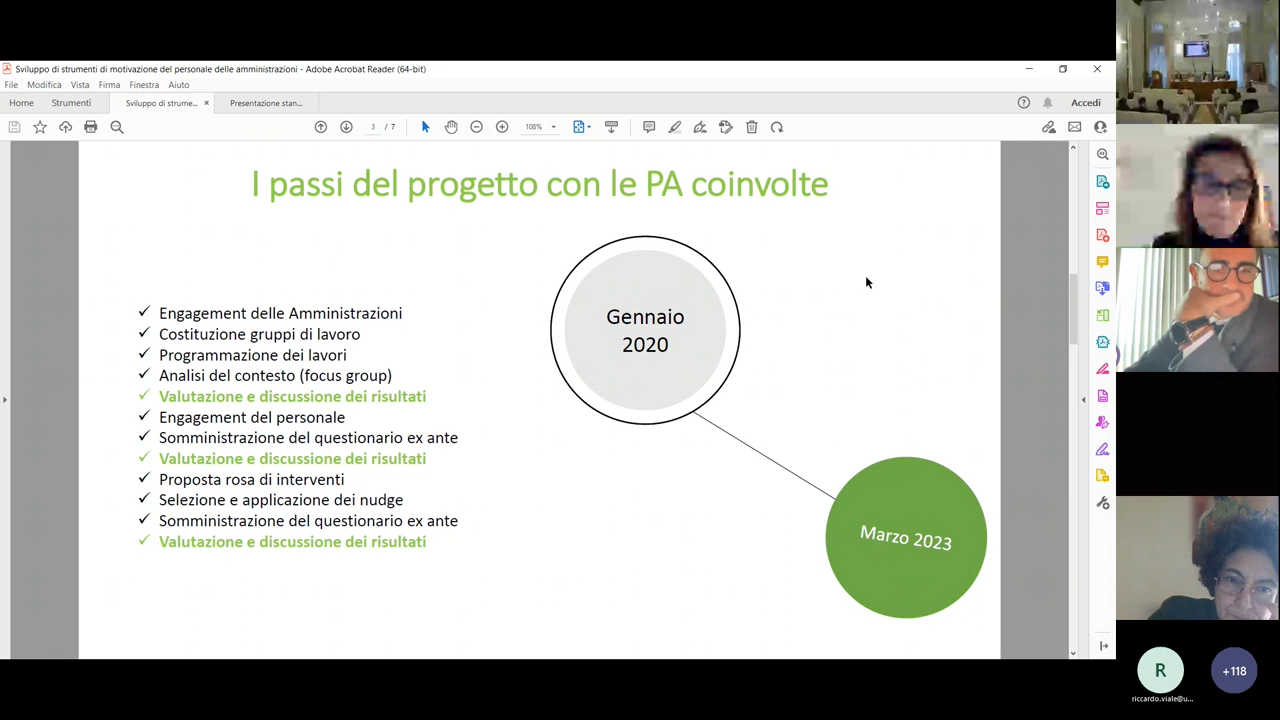 Sviluppo di strumenti di motivazione del personale delle amministrazioni - Adobe Acrobat Reader (64-bit)
File Modifica Vista Firma Finestra Aiuto
Home Strumenti Sviluppo di strume... × Presentazione stan... Accedi
3 / 7 108%
I passi del progetto con le PA coinvolte
✓ Engagement delle Amministrazioni
✓ Costituzione gruppi di lavoro
✓ Programmazione dei lavori
✓ Analisi del contesto (focus group)
✓ Valutazione e discussione dei risultati
✓ Engagement del personale
✓ Somministrazione del questionario ex ante
✓ Valutazione e discussione dei risultati
✓ Proposta rosa di interventi
✓ Selezione e applicazione dei nudge
✓ Somministrazione del questionario ex ante
✓ Valutazione e discussione dei risultati
Gennaio
2020
Marzo 2023
R
riccardo.viale@u...
+118